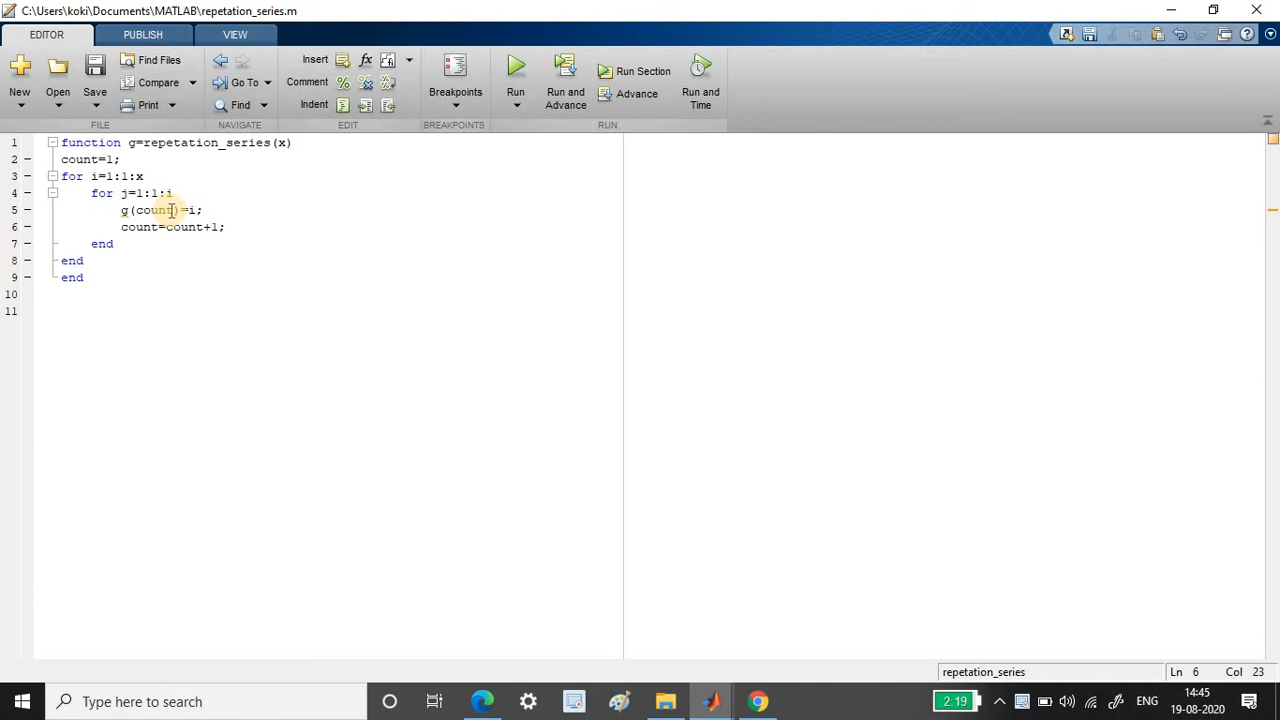 C:\Users\koki\Documents\MATLAB\repetation_series.m
EDITOR PUBLISH VIEW
New Open Save Find Files Compare Print
Go To Find
Insert fx
Comment %
Indent
Breakpoints
Run Run and Advance Run Section Advance Run and Time
FILE NAVIGATE EDIT BREAKPOINTS RUN
1 function g=repetation_series(x)
2 count=1;
3 for i=1:1:x
4 for j=1:1:i
5 g(count)=i;
6 count=count+1;
7 end
8 end
9 end
10
11
repetation_series Ln 6 Col 23
Type here to search
2:19
ENG
14:45
19-08-2020